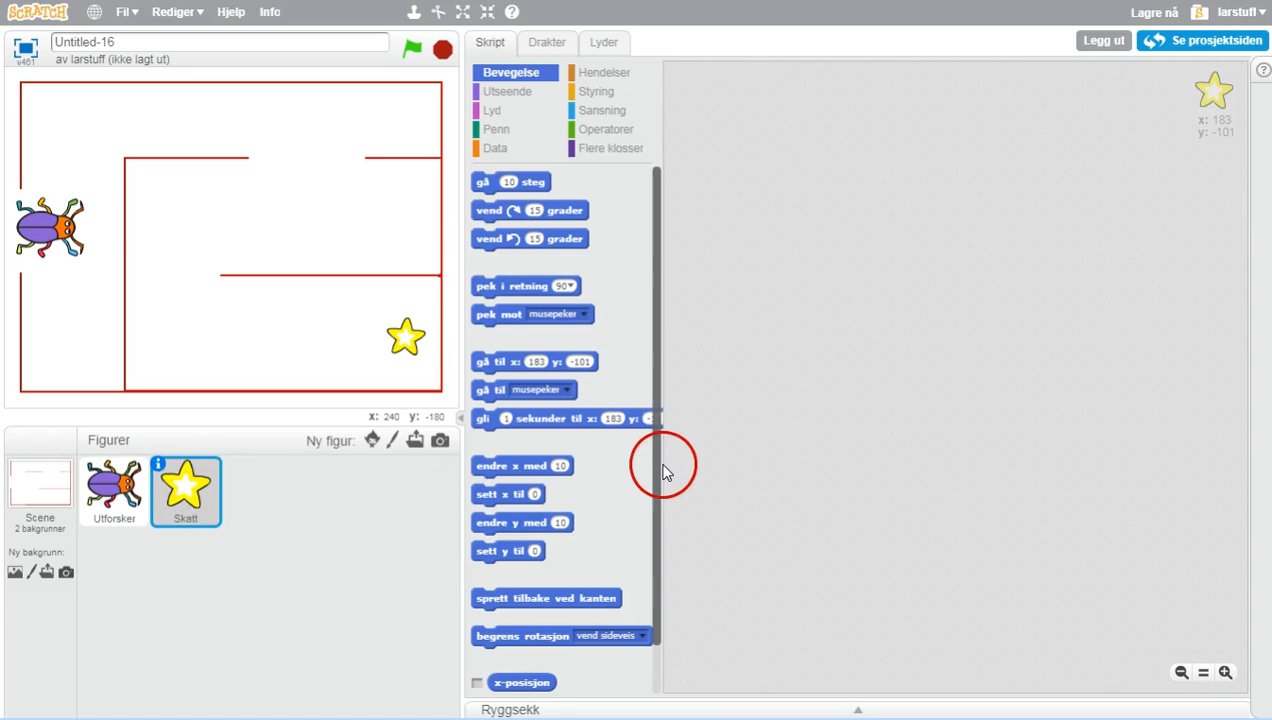 SCRATCH
Fil
Rediger
Hjelp
Info
Lagre nå
larstufl
v461
Untitled-16
av larstuff (ikke lagt ut)
Skript
Drakter
Lyder
Legg ut
Se prosjektsiden
Bevegelse
Utseende
Lyd
Penn
Data
Hendelser
Styring
Sansning
Operatorer
Flere klosser
gå 10 steg
vend 15 grader
vend 15 grader
pek i retning 90
pek mot musepeker
gå til x: 183 y: -101
gå til musepeker
gli 1 sekunder til x: 183 y:
endre x med 10
sett x til 0
endre y med 10
sett y til 0
sprett tilbake ved kanten
begrens rotasjon vend sideveis
x-posisjon
x: 183
y: -101
x: 240 y: -180
Figurer
Ny figur:
Scene
2 bakgrunner
Ny bakgrunn:
Utforsker
Skatt
Ryggsekk